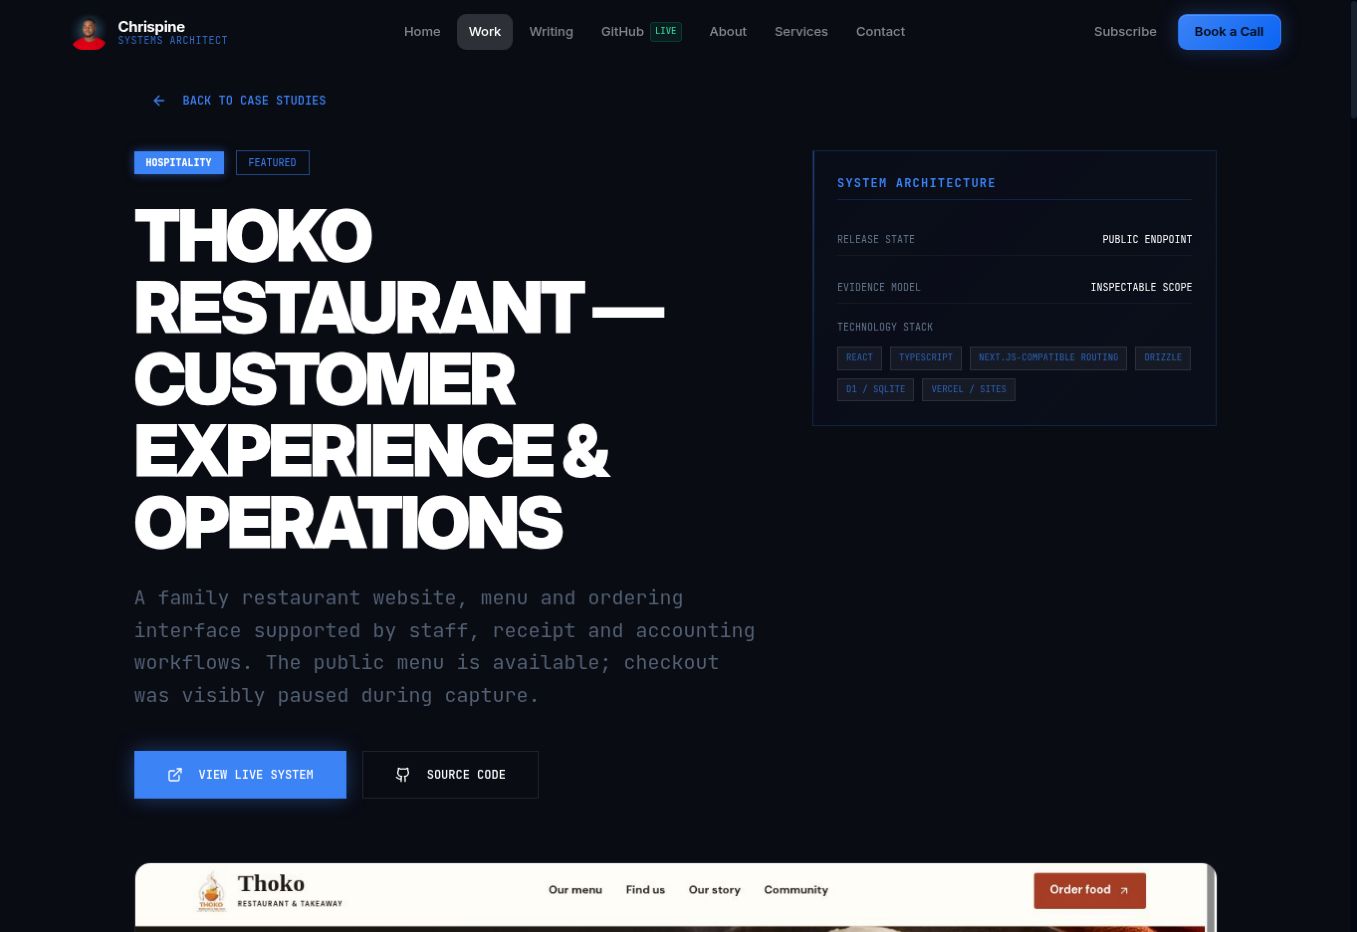 Chrispine
SYSTEMS ARCHITECT
Home
Work
Writing
GitHub LIVE
About
Services
Contact
Subscribe
Book a Call
BACK TO CASE STUDIES
HOSPITALITY
FEATURED
THOKO
RESTAURANT —
CUSTOMER
EXPERIENCE &
OPERATIONS
A family restaurant website, menu and ordering
interface supported by staff, receipt and accounting
workflows. The public menu is available; checkout
was visibly paused during capture.
VIEW LIVE SYSTEM
SOURCE CODE
SYSTEM ARCHITECTURE
RELEASE STATE
PUBLIC ENDPOINT
EVIDENCE MODEL
INSPECTABLE SCOPE
TECHNOLOGY STACK
REACT
TYPESCRIPT
NEXT.JS-COMPATIBLE ROUTING
DRIZZLE
D1 / SQLITE
VERCEL / SITES
THOKO
Thoko
RESTAURANT & TAKEAWAY
Our menu
Find us
Our story
Community
Order food